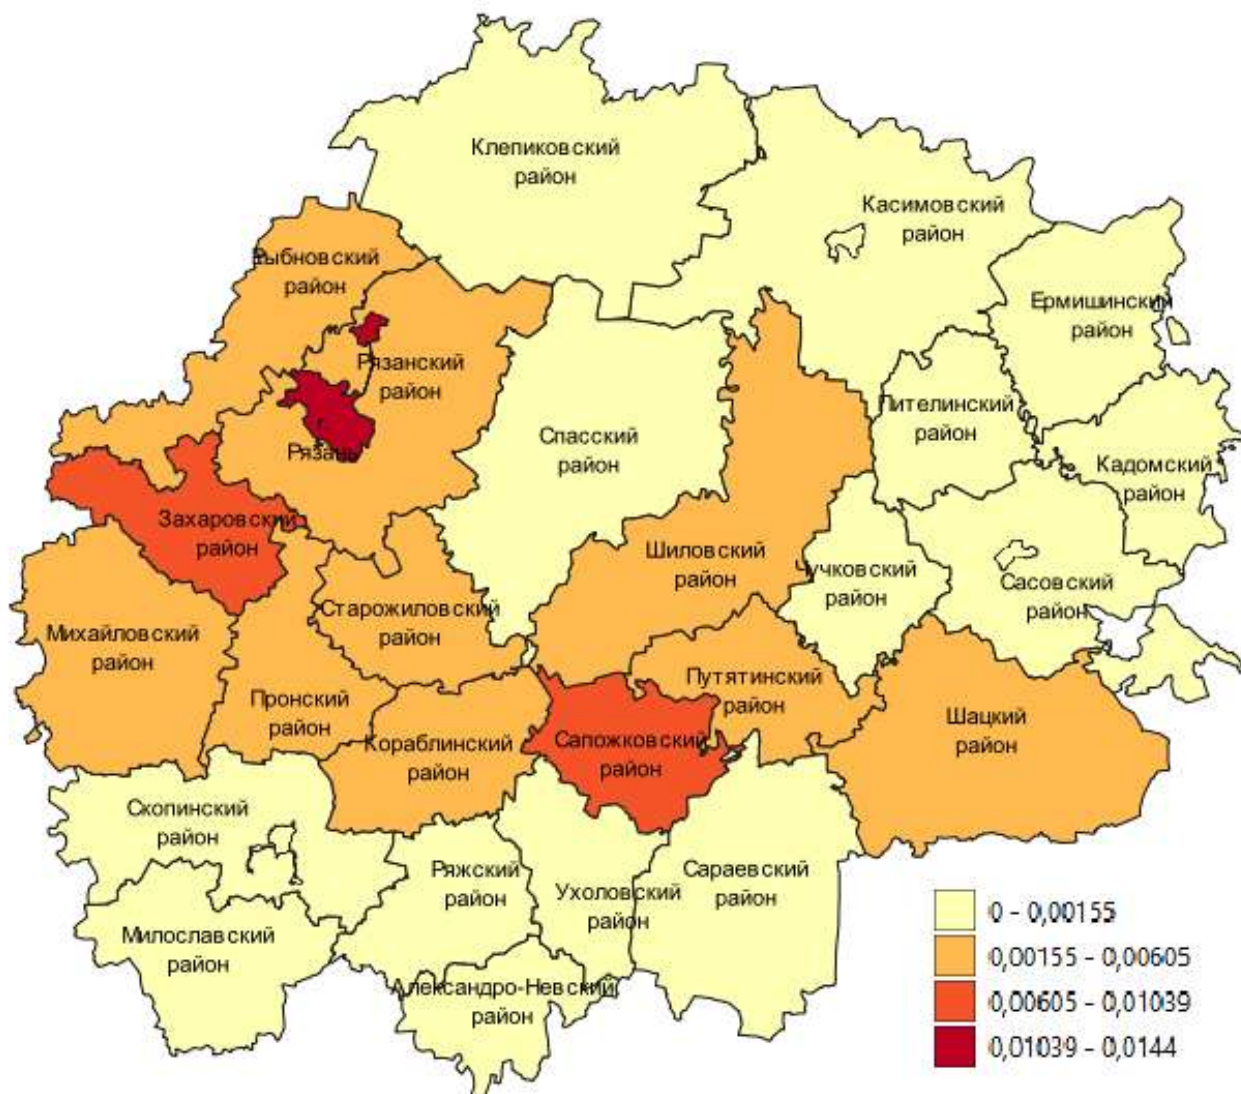 Клепиковский
район
Касимовский
район
Рыбновский
район
Ермишинский
район
Рязанский
район
Пителинский
район
Спасский
район
Рязань
Кадомский
район
Захаровский
район
Шиловский
район
Чучковский
район
Сасовский
район
Старожиловский
район
Михайловский
район
Путятинский
район
Пронский
район
Шацкий
район
Кораблинский
район
Сапожковский
район
Скопинский
район
Ряжский
район
Ухоловский
район
Сараевский
район
Милославский
район
Александро-Невский
район
0 - 0,00155
0,00155 - 0,00605
0,00605 - 0,01039
0,01039 - 0,0144